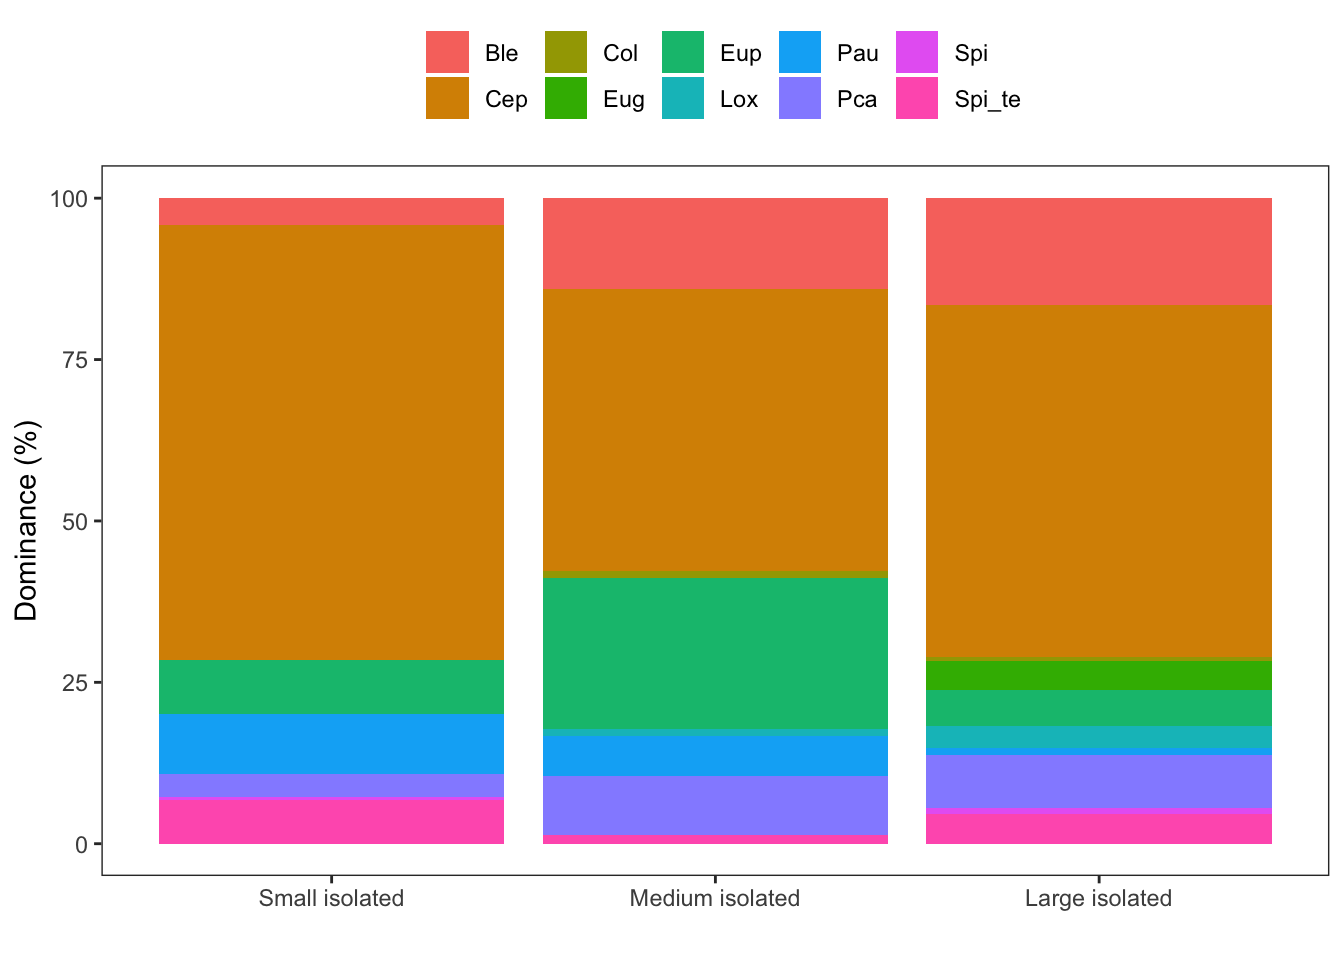 Ble Col Eup Pau Spi
Cep Eug Lox Pca Spi_te
Dominance (%)
100
75
50
25
0
Small isolated Medium isolated Large isolated